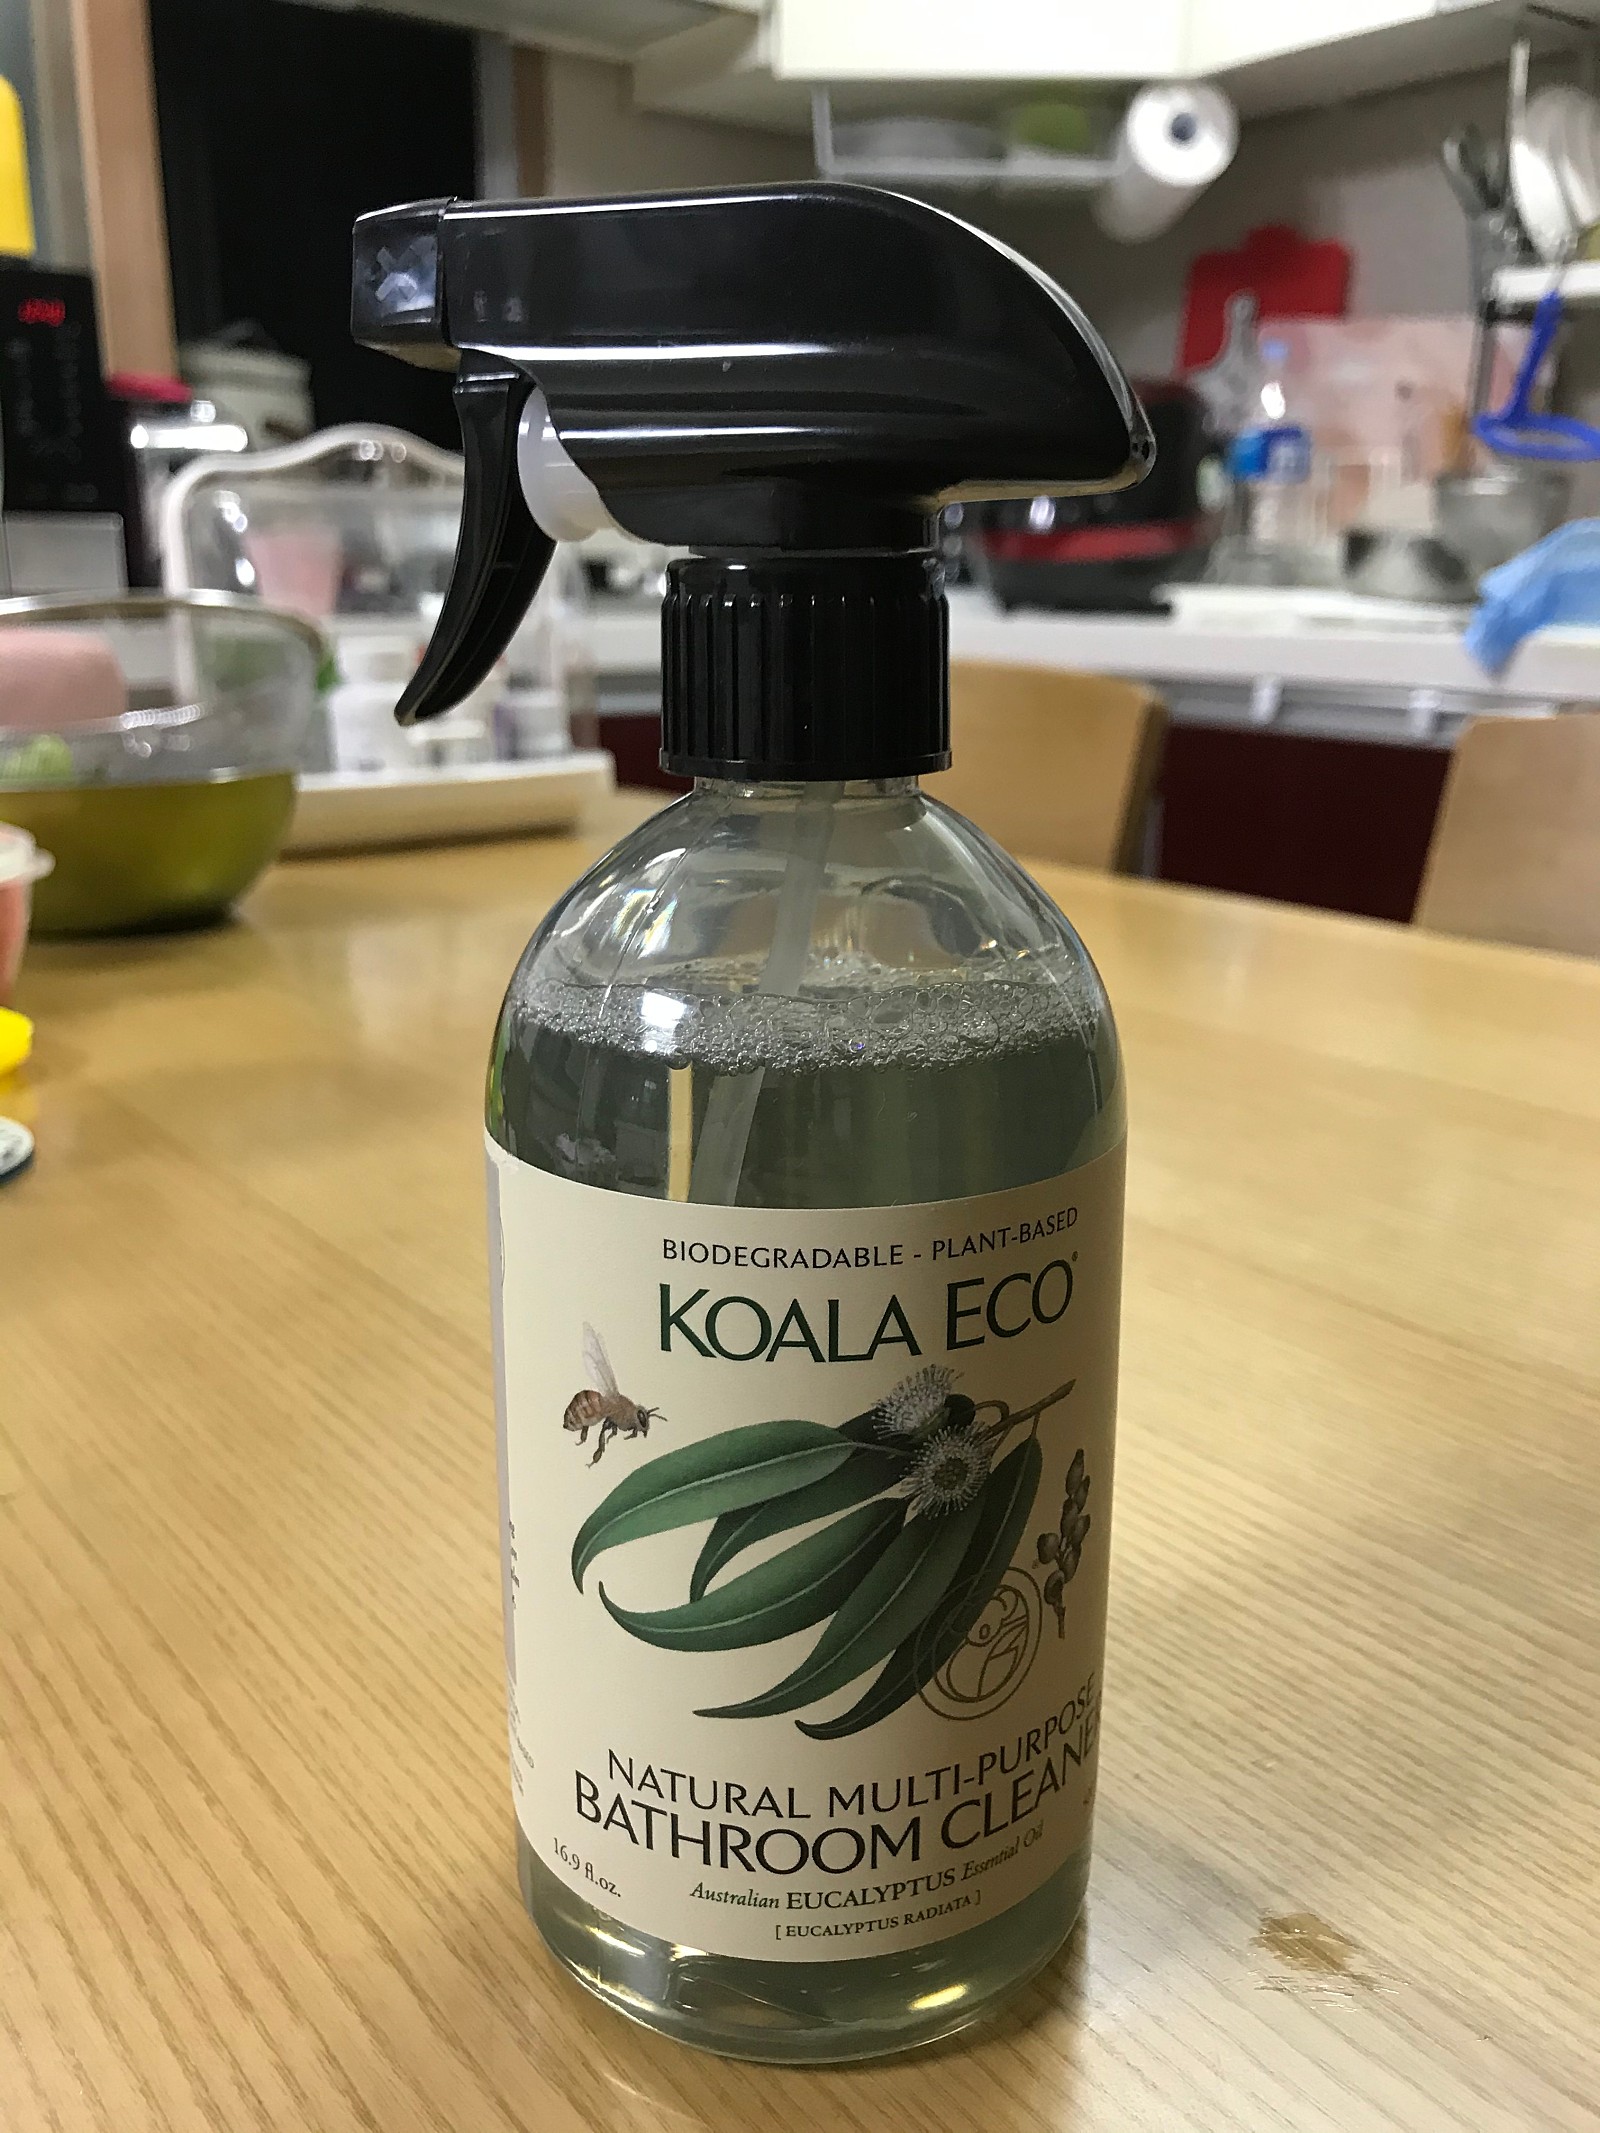 BIODEGRADABLE - PLANT-BASED
KOALA ECO®
NATURAL MULTI-PURPOSE
BATHROOM CLEANER
16.9 fl.oz.
Australian EUCALYPTUS Essential Oil
[ EUCALYPTUS RADIATA ]